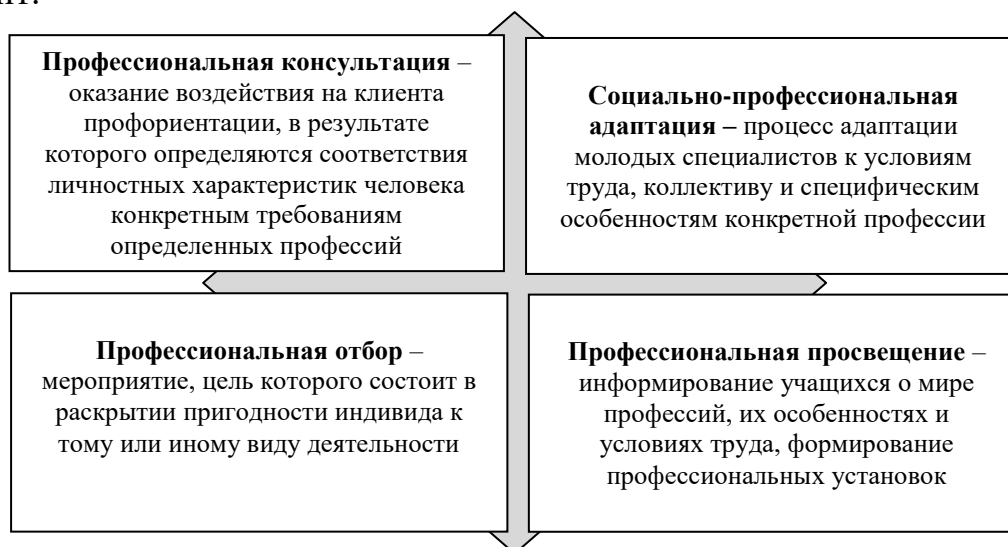 Профессиональная консультация –
оказание воздействия на клиента
профориентации, в результате
которого определяются соответствия
личностных характеристик человека
конкретным требованиям
определенных профессий
Социально-профессиональная
адаптация – процесс адаптации
молодых специалистов к условиям
труда, коллективу и специфическим
особенностям конкретной профессии
Профессиональная отбор –
мероприятие, цель которого состоит в
раскрытии пригодности индивида к
тому или иному виду деятельности
Профессиональная просвещение –
информирование учащихся о мире
профессий, их особенностях и
условиях труда, формирование
профессиональных установок